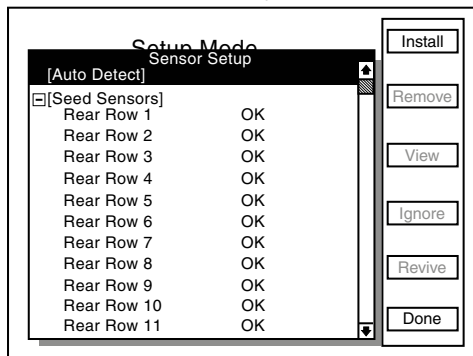 Setup Mode
Sensor Setup
[Auto Detect]
[Seed Sensors]
Rear Row 1 OK
Rear Row 2 OK
Rear Row 3 OK
Rear Row 4 OK
Rear Row 5 OK
Rear Row 6 OK
Rear Row 7 OK
Rear Row 8 OK
Rear Row 9 OK
Rear Row 10 OK
Rear Row 11 OK
Install
Remove
View
Ignore
Revive
Done